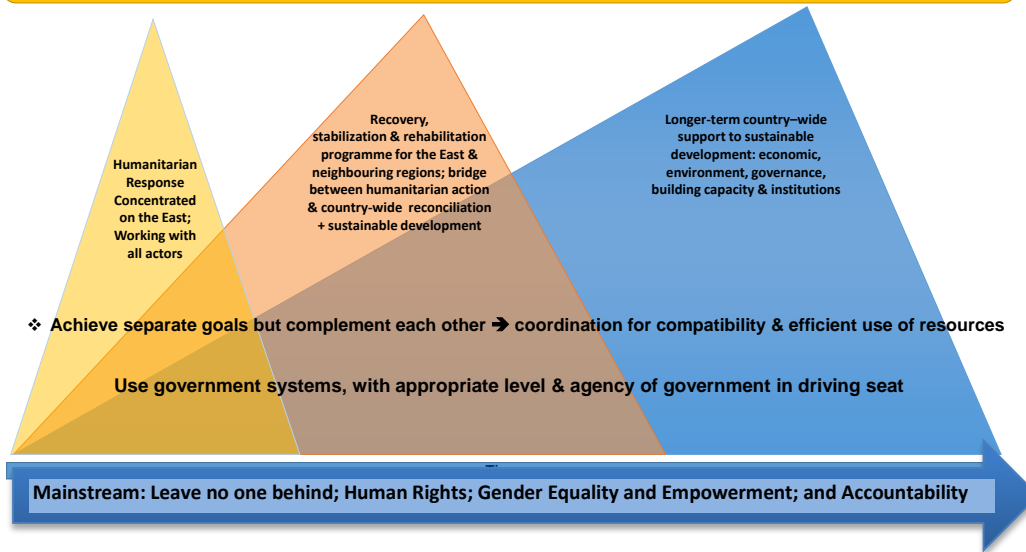 Humanitarian
Response
Concentrated
on the East;
Working with
all actors
Recovery,
stabilization & rehabilitation
programme for the East &
neighbouring regions; bridge
between humanitarian action
& country-wide reconciliation
+ sustainable development
Longer-term country–wide
support to sustainable
development: economic,
environment, governance,
building capacity & institutions
❖ Achieve separate goals but complement each other ➔ coordination for compatibility & efficient use of resources
Use government systems, with appropriate level & agency of government in driving seat
Mainstream: Leave no one behind; Human Rights; Gender Equality and Empowerment; and Accountability